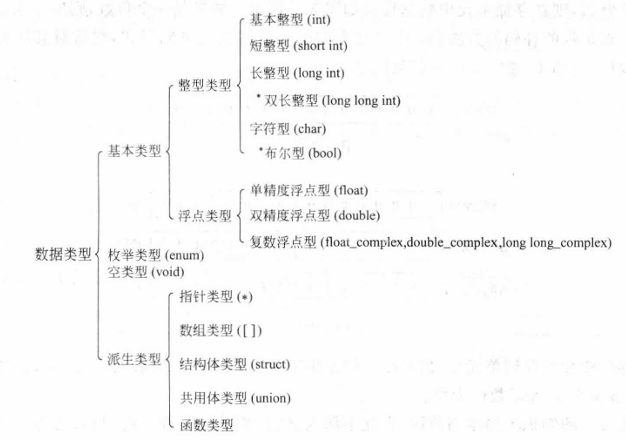 基本整型 (int)
短整型 (short int)
长整型 (long int)
整型类型
*双长整型 (long long int)
字符型 (char)
*布尔型 (bool)
基本类型
单精度浮点型 (float)
浮点类型
双精度浮点型 (double)
复数浮点型 (float_complex,double_complex,long long_complex)
数据类型
枚举类型 (enum)
空类型 (void)
指针类型 (*)
数组类型 ([ ])
派生类型
结构体类型 (struct)
共用体类型 (union)
函数类型